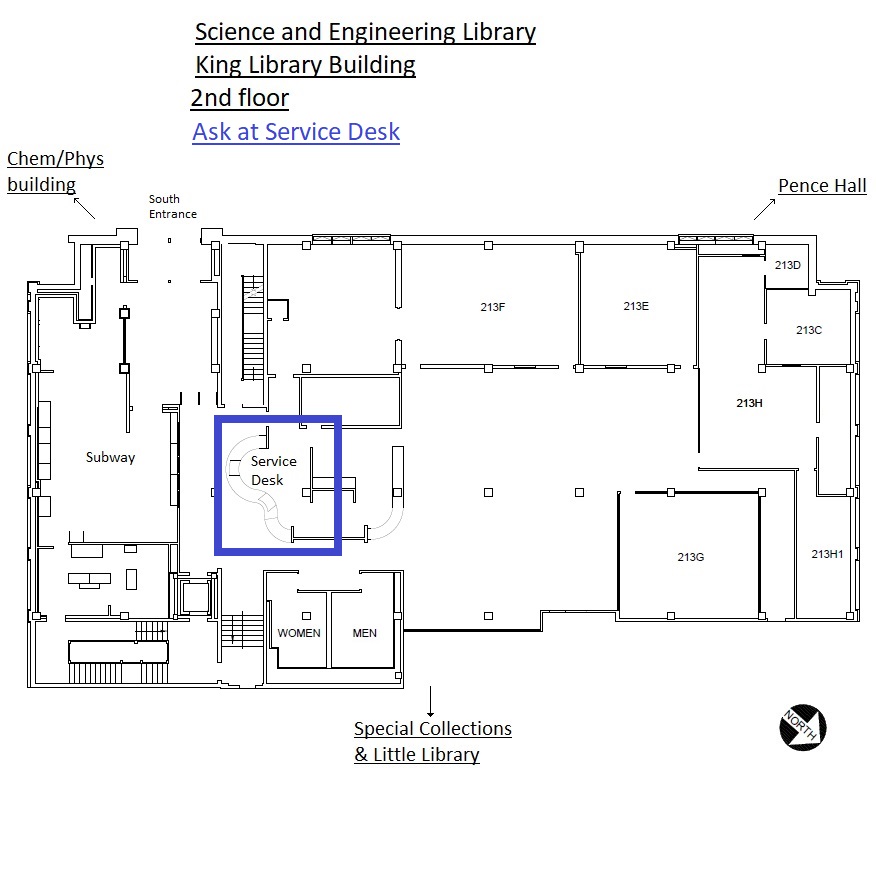 Science and Engineering Library
King Library Building
2nd floor
Ask at Service Desk
Chem/Phys
building
South
Entrance
Pence Hall
213D
213F
213E
213C
213H
Subway
Service
Desk
213G
213H1
WOMEN
MEN
Special Collections
& Little Library
NORTH